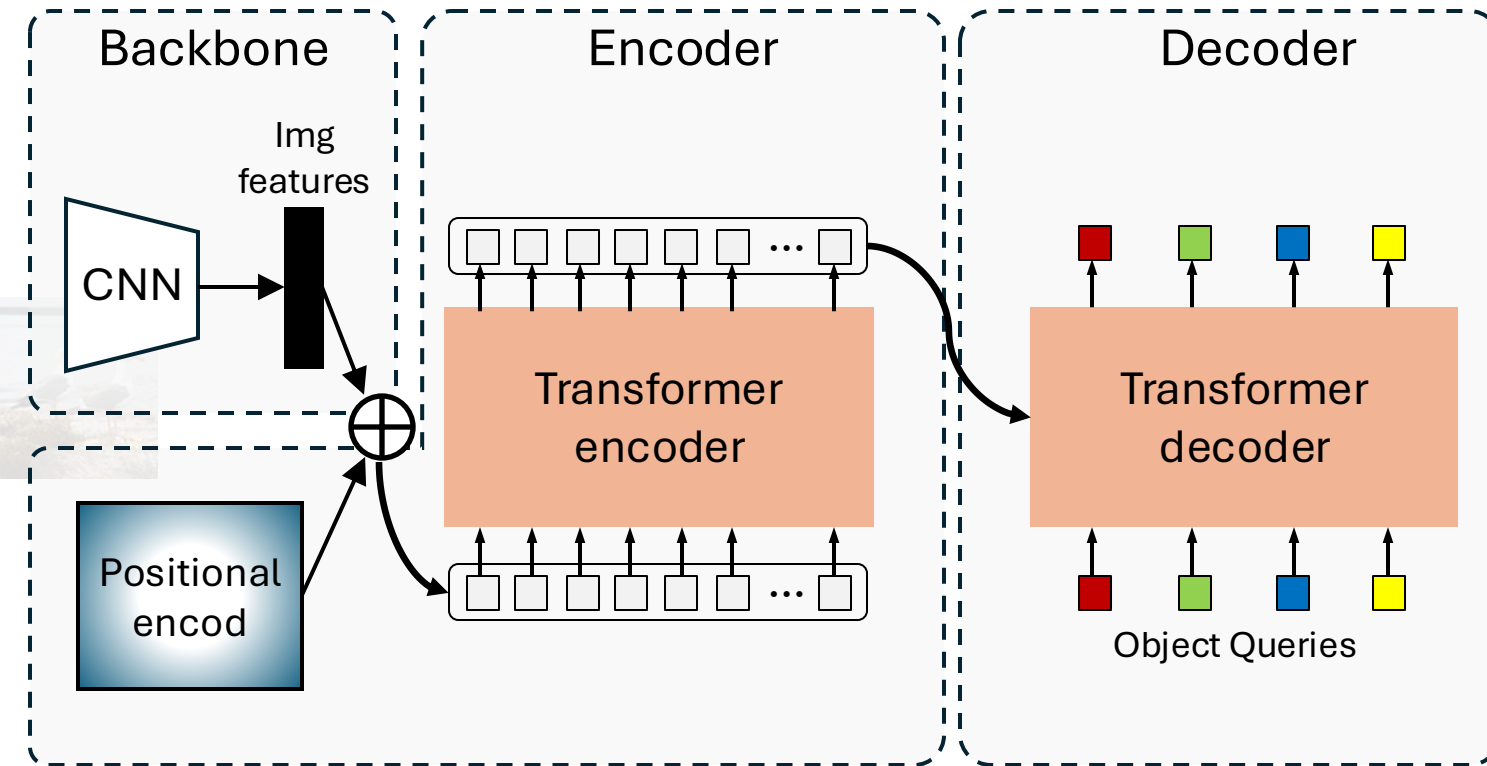 Backbone
Img
features
CNN
Positional
encod
Encoder
...
Transformer
encoder
...
Decoder
Transformer
decoder
Object Queries